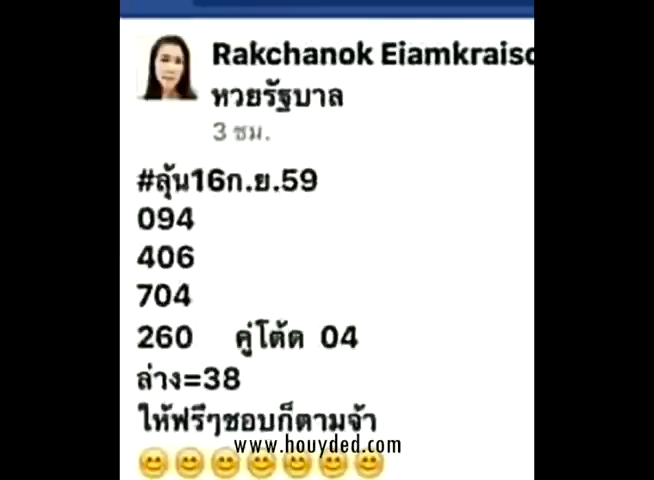 Rakchanok Eiamkraisc
หวยรัฐบาล
3 ชม.
#ลุ้น16ก.ย.59
094
406
704
260 คู่โต้ด 04
ล่าง=38
ให้ฟรีๆชอบก็ตามจ้า
www.houyded.com